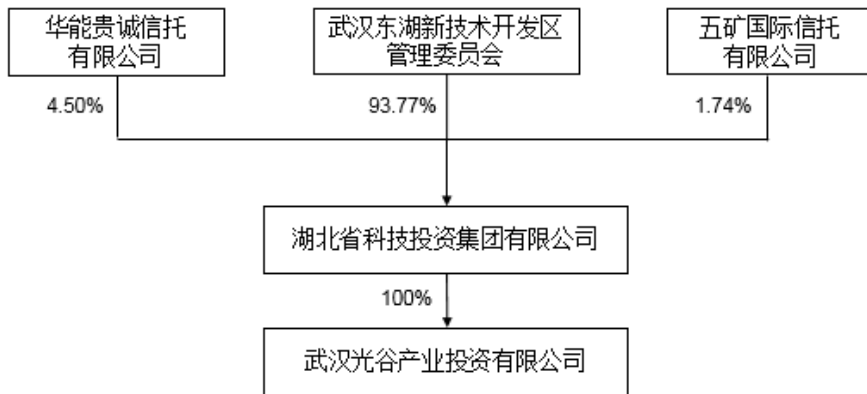 华能贵诚信托
有限公司
武汉东湖新技术开发区
管理委员会
五矿国际信托
有限公司
4.50%
93.77%
1.74%
湖北省科技投资集团有限公司
100%
武汉光谷产业投资有限公司